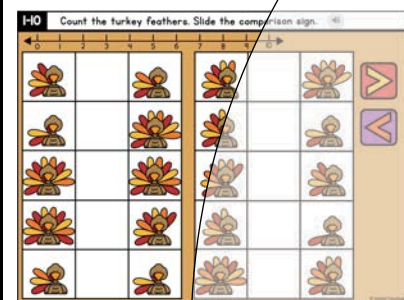 1-10 Count the turkey feathers. Slide the comparison sign.
0 1 2 3 4 5 6 7 8 9 10
> 
<